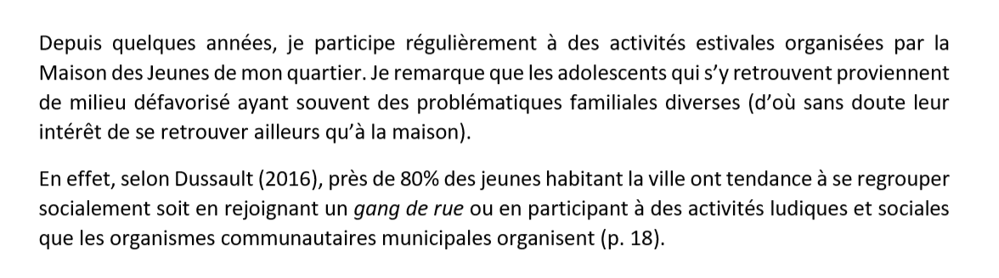 Depuis quelques années, je participe régulièrement à des activités estivales organisées par la
Maison des Jeunes de mon quartier. Je remarque que les adolescents qui s’y retrouvent proviennent
de milieu défavorisé ayant souvent des problématiques familiales diverses (d’où sans doute leur
intérêt de se retrouver ailleurs qu’à la maison).
En effet, selon Dussault (2016), près de 80% des jeunes habitant la ville ont tendance à se regrouper
socialement soit en rejoignant un gang de rue ou en participant à des activités ludiques et sociales
que les organismes communautaires municipales organisent (p. 18).